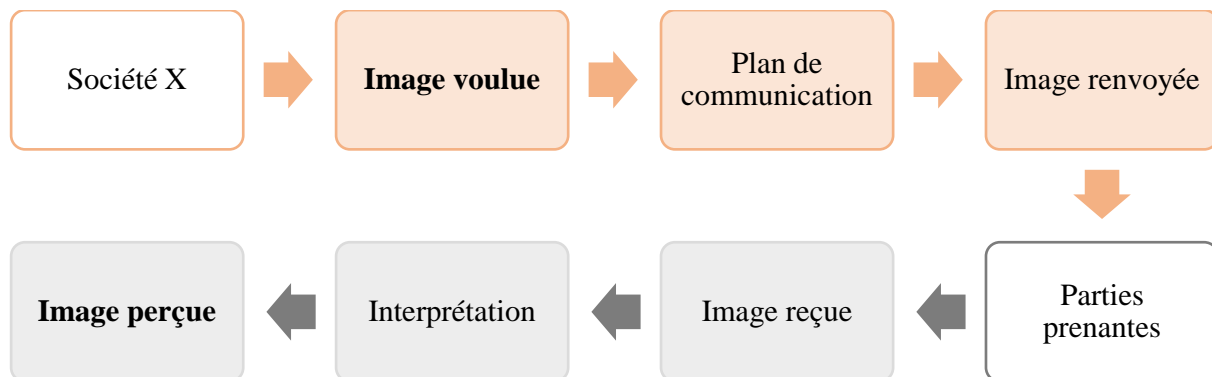 Société X
Image voulue
Plan de
communication
Image renvoyée
Parties
prenantes
Image reçue
Interprétation
Image perçue